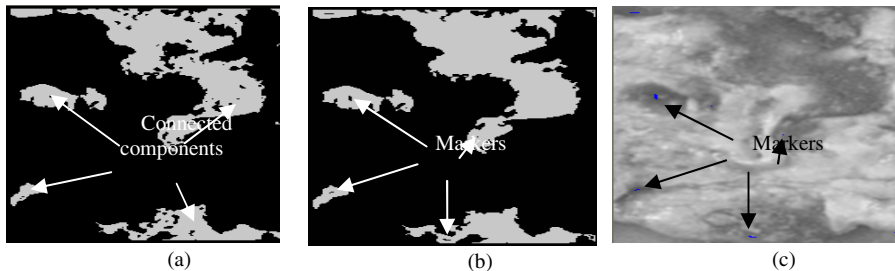 Connected
components
Markers
Markers
(a)
(b)
(c)